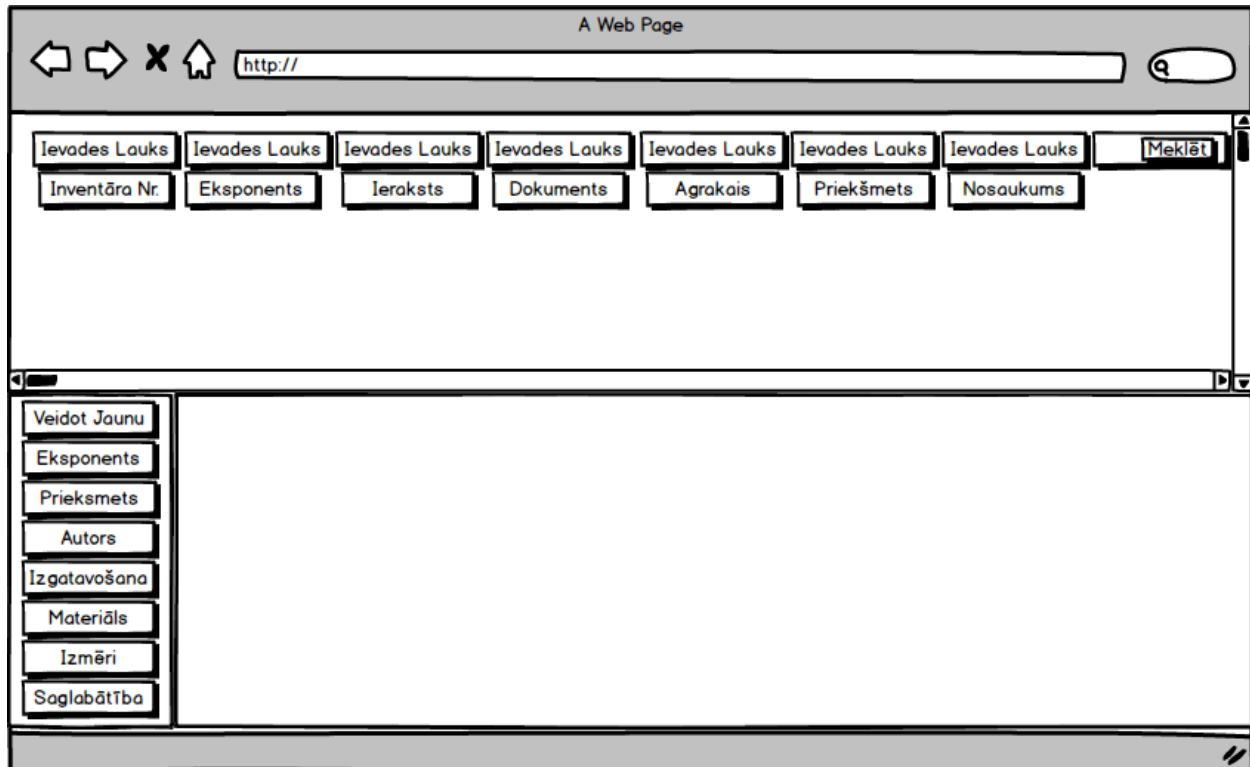 A Web Page
http://
Ievades Lauks Ievades Lauks Ievades Lauks Ievades Lauks Ievades Lauks Ievades Lauks Ievades Lauks Meklēt
Inventāra Nr. Eksponents Ieraksts Dokuments Agrakais Priekšmets Nosaukums
Veidot Jaunu
Eksponents
Prieksmets
Autors
Izgatavošana
Materiāls
Izmēri
Saglabātība